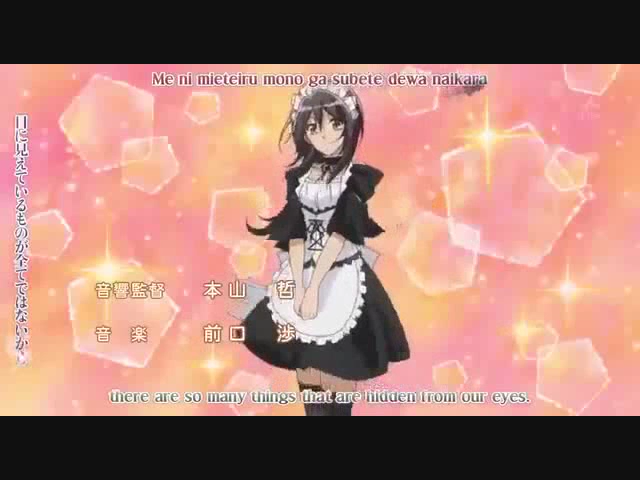 Me ni mieteiru mono ga subete dewa naikara
目に見えているものが全てではないから
音響監督 本山 哲
音 楽 前口 渉
there are so many things that are hidden from our eyes.